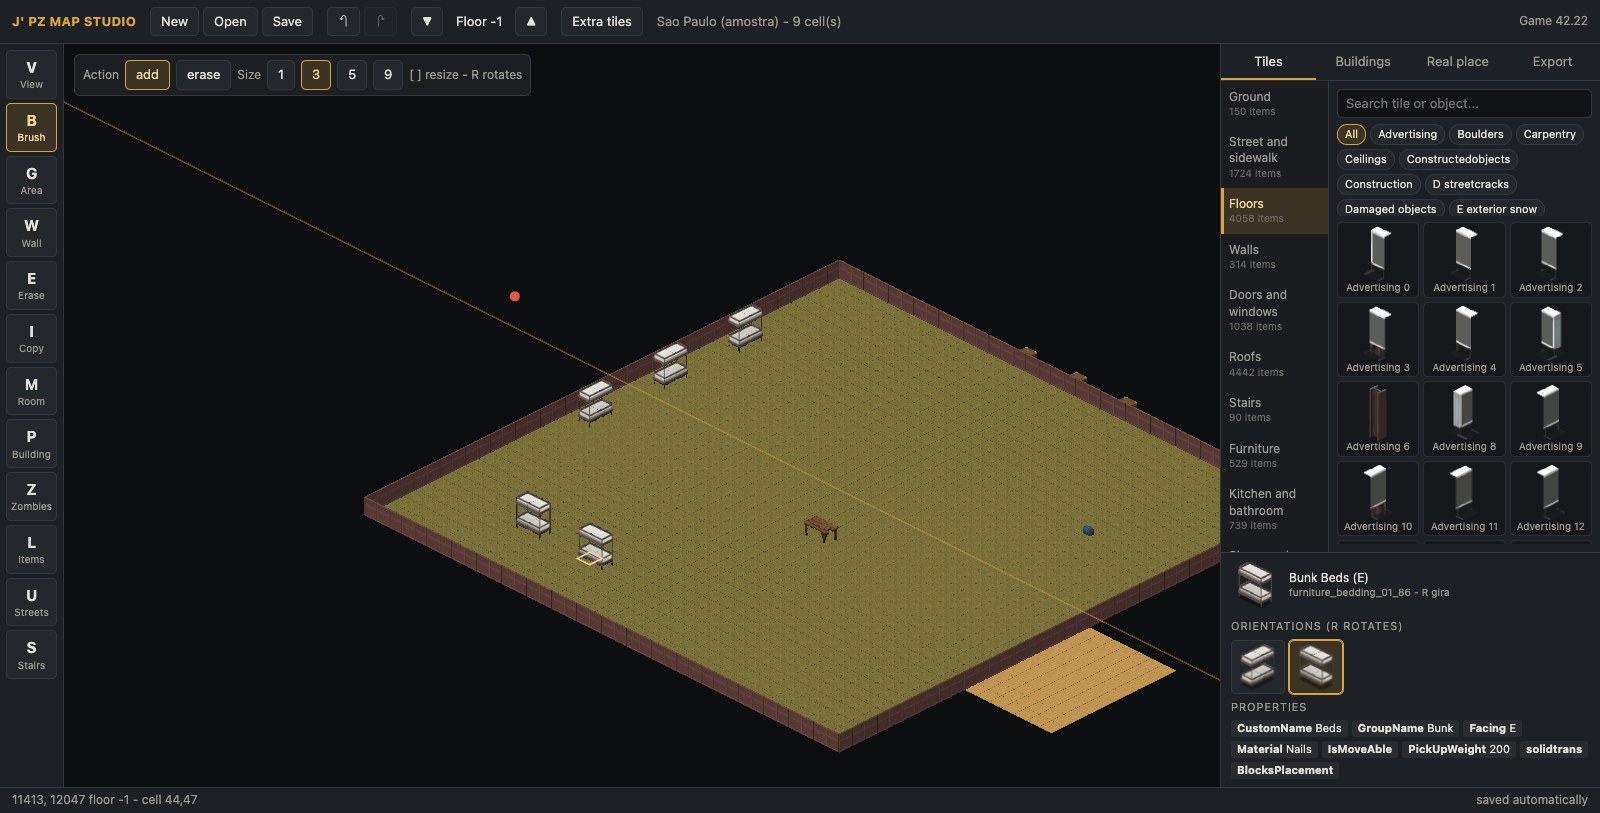 J' PZ MAP STUDIO
New
Open
Save
Floor -1
Extra tiles
Sao Paulo (amostra) - 9 cell(s)
Game 42.22
V
View
B
Brush
G
Area
W
Wall
E
Erase
I
Copy
M
Room
P
Building
Z
Zombies
L
Items
U
Streets
S
Stairs
Action
add
erase
Size
1
3
5
9
[ ] resize - R rotates
Tiles
Buildings
Real place
Export
Ground
150 items
Street and
sidewalk
1724 items
Floors
4058 items
Walls
314 items
Doors and
windows
1038 items
Roofs
4442 items
Stairs
90 items
Furniture
529 items
Kitchen and
bathroom
739 items
Search tile or object...
All
Advertising
Boulders
Carpentry
Ceilings
Constructedobjects
Construction
D streetcracks
Damaged objects
E exterior snow
Advertising 0
Advertising 1
Advertising 2
Advertising 3
Advertising 4
Advertising 5
Advertising 6
Advertising 8
Advertising 9
Advertising 10
Advertising 11
Advertising 12
Bunk Beds (E)
furniture_bedding_01_86 - R gira
ORIENTATIONS (R ROTATES)
PROPERTIES
CustomName Beds
GroupName Bunk
Facing E
Material Nails
IsMoveAble
PickUpWeight 200
solidtrans
BlocksPlacement
11413, 12047 floor -1 - cell 44,47
saved automatically